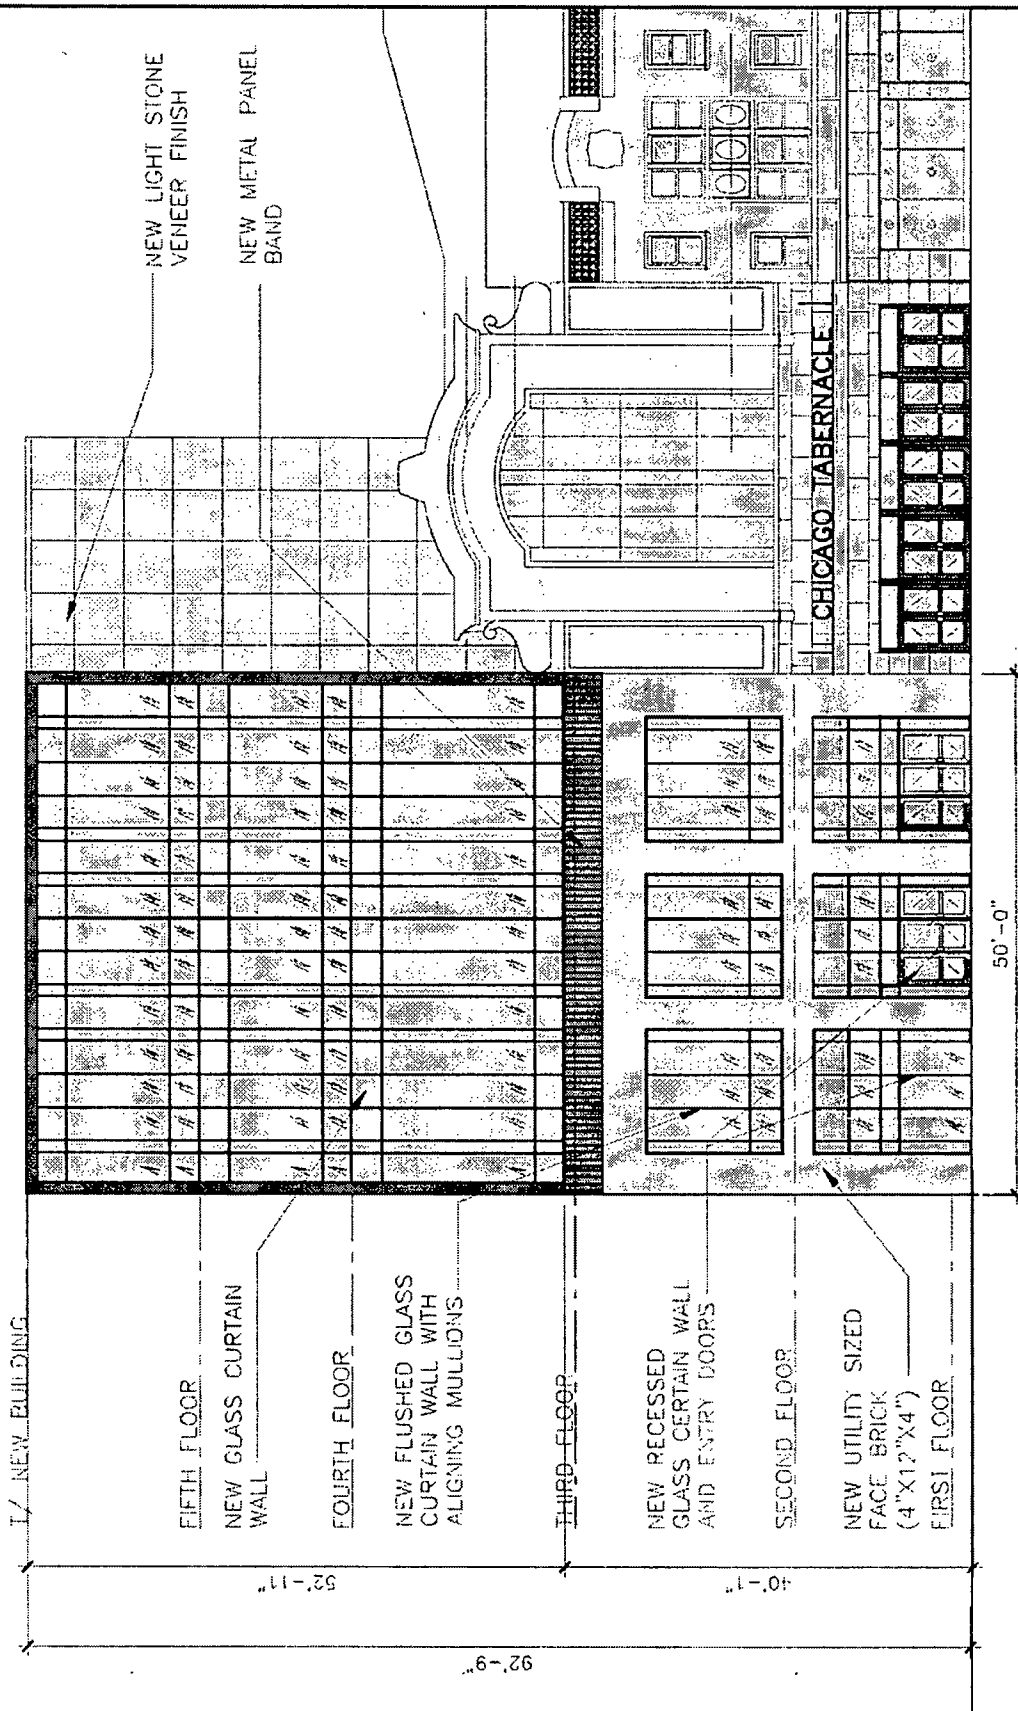 T/ NEW BUILDING
FIFTH FLOOR
NEW GLASS CURTAIN
WALL
FOURTH FLOOR
NEW FLUSHED GLASS
CURTAIN WALL WITH
ALIGNING MULLIONS
THIRD FLOOR
NEW RECESSED
GLASS CERTAIN WALL
AND ENTRY DOORS
SECOND FLOOR
NEW UTILITY SIZED
FACE BRICK
(4"X12"X4")
FIRST FLOOR
52'-11"
40'-1"
92'-9"
50'-0"
NEW LIGHT STONE
VENEER FINISH
NEW METAL PANEL
BAND
CHICAGO TABERNACLE